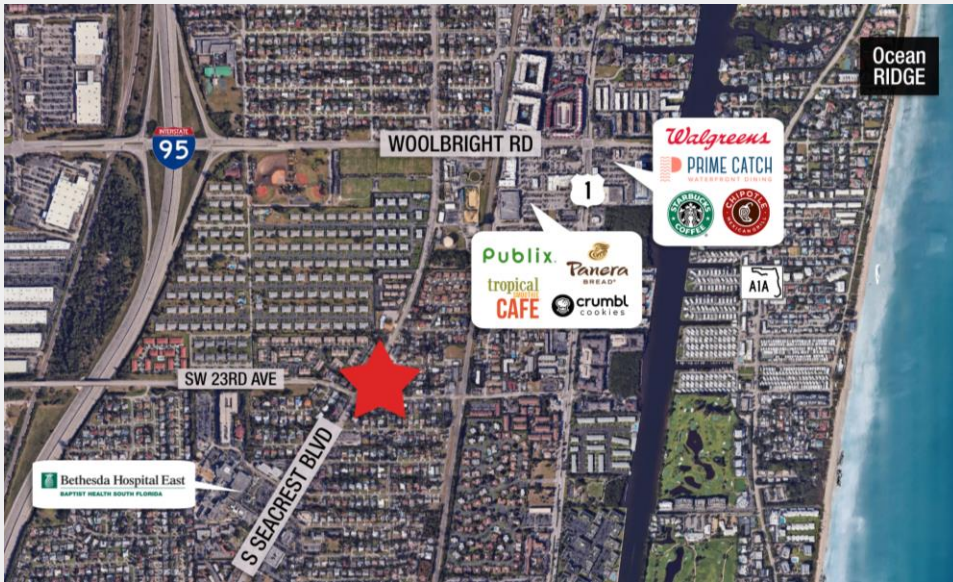 Ocean
RIDGE
INTERSTATE
95
WOOLBRIGHT RD
Walgreens
PRIME CATCH
WATERFRONT DINING
STARBUCKS
COFFEE
CHIPOTLE
MEXICAN GRILL
1
Publix.
Panera
BREAD®
tropical
SMOOTHIE
CAFE
crumbl
cookies
A1A
SW 23RD AVE
S SEACREST BLVD
Bethesda Hospital East
BAPTIST HEALTH SOUTH FLORIDA